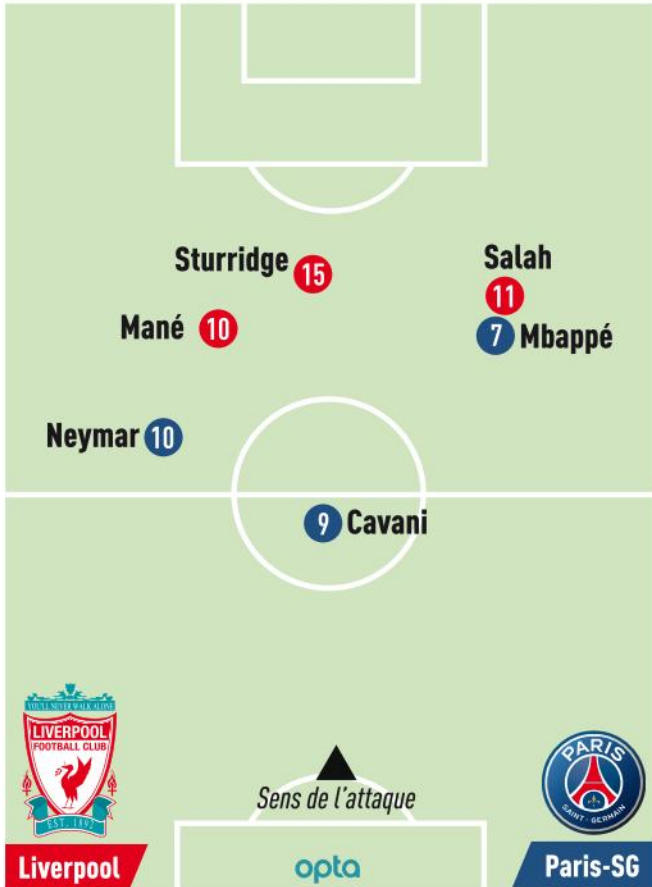 Sturridge 15
Salah
11
Mané 10
7 Mbappé
Neymar 10
9 Cavani
YOU'LL NEVER WALK ALONE
LIVERPOOL
FOOTBALL CLUB
EST. 1892
PARIS
SAINT-GERMAIN
Sens de l'attaque
Liverpool
opta
Paris-SG